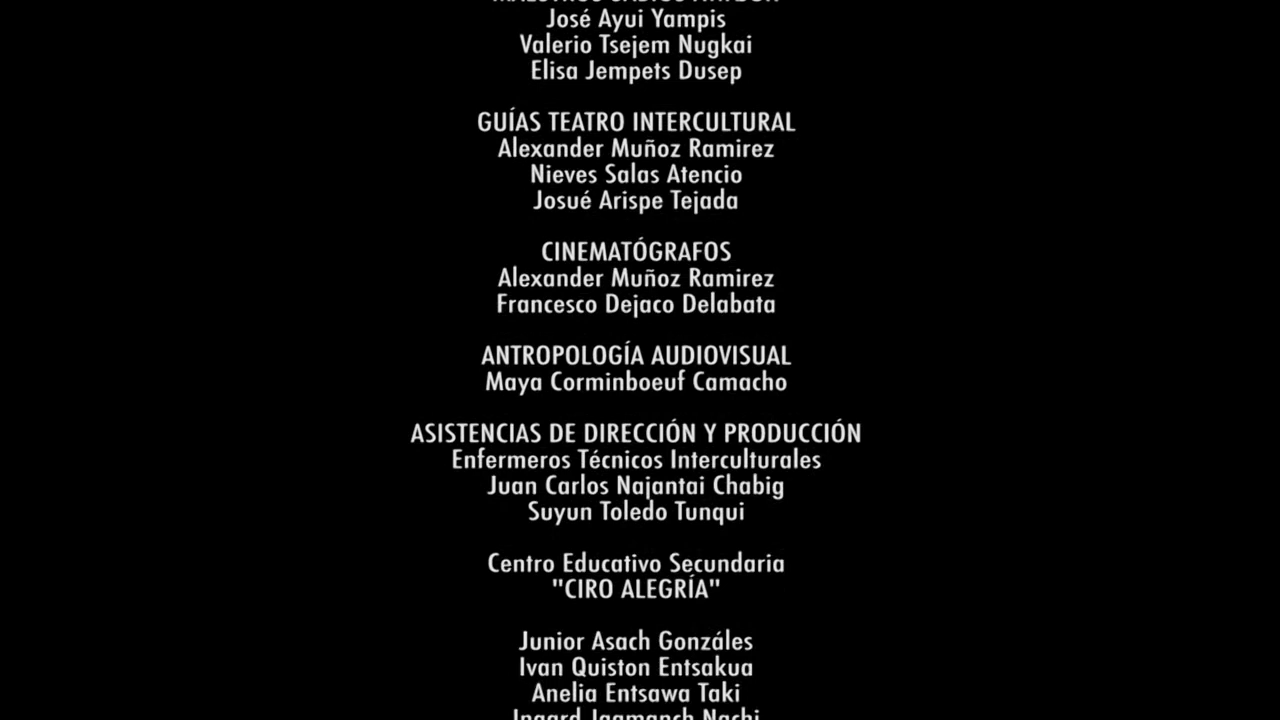 José Ayui Yampis
Valerio Tsejem Nugkai
Elisa Jempets Dusep
GUÍAS TEATRO INTERCULTURAL
Alexander Muñoz Ramirez
Nieves Salas Atencio
Josué Arispe Tejada
CINEMATÓGRAFOS
Alexander Muñoz Ramirez
Francesco Dejaco Delabata
ANTROPOLOGÍA AUDIOVISUAL
Maya Corminboeuf Camacho
ASISTENCIAS DE DIRECCIÓN Y PRODUCCIÓN
Enfermeros Técnicos Interculturales
Juan Carlos Najantai Chabig
Suyun Toledo Tunqui
Centro Educativo Secundaria
"CIRO ALEGRÍA"
Junior Asach Gonzáles
Ivan Quiston Entsakua
Anelia Entsawa Taki